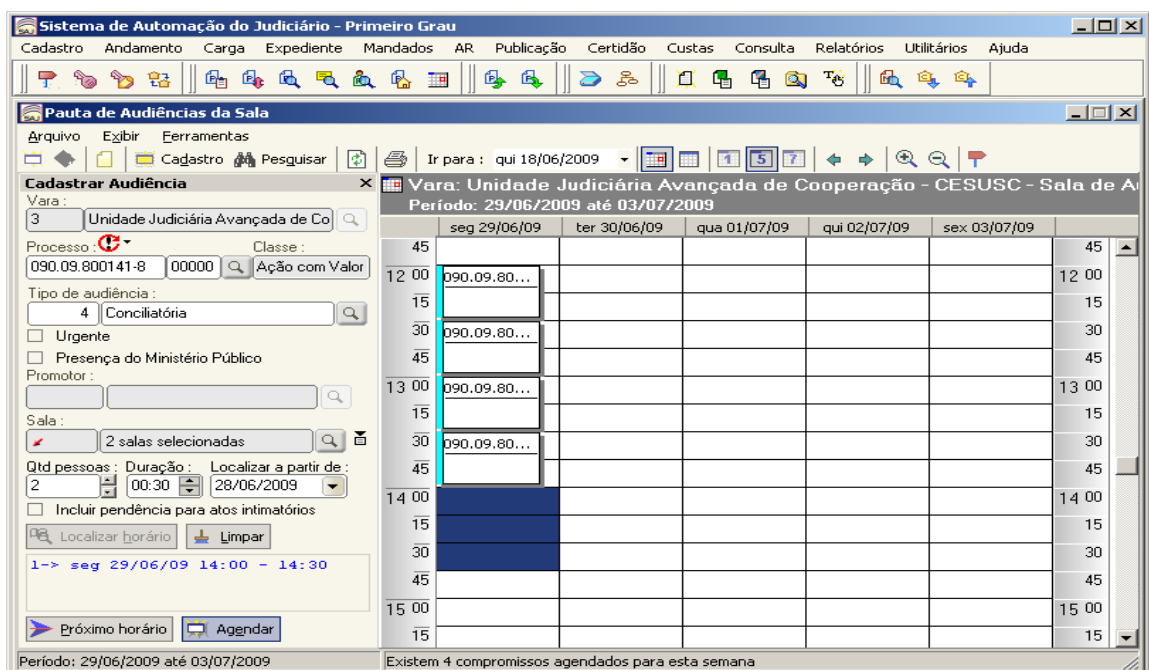 Sistema de Automação do Judiciário - Primeiro Grau
Cadastro Andamento Carga Expediente Mandados AR Publicação Certidão Custas Consulta Relatórios Utilitários Ajuda
Pauta de Audiências da Sala
Arquivo Exibir Ferramentas
Cadastro Pesquisar Ir para : qui 18/06/2009 1 5 7
Cadastrar Audiência
Vara :
3 Unidade Judiciária Avançada de Co
Processo : Classe :
090.09.800141-8 00000 Ação com Valor
Tipo de audiência :
4 Conciliatória
Urgente
Presença do Ministério Público
Promotor :
Sala :
2 salas selecionadas
Qtd pessoas : Duração : Localizar a partir de :
2 00:30 28/06/2009
Incluir pendência para atos intimatórios
Localizar horário Limpar
1-> seg 29/06/09 14:00 - 14:30
Próximo horário Agendar
Vara: Unidade Judiciária Avançada de Cooperação - CESUSC - Sala de A
Período: 29/06/2009 até 03/07/2009
seg 29/06/09 ter 30/06/09 qua 01/07/09 qui 02/07/09 sex 03/07/09
45 45
12 00 090.09.80... 12 00
15 15
30 090.09.80... 30
45 45
13 00 090.09.80... 13 00
15 15
30 090.09.80... 30
45 45
14 00 14 00
15 15
30 30
45 45
15 00 15 00
15 15
Período: 29/06/2009 até 03/07/2009 Existem 4 compromissos agendados para esta semana